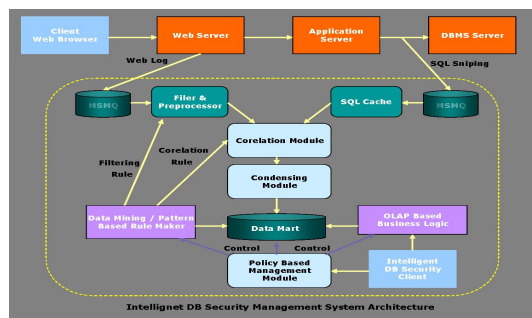 Client
Web Browser
Web Server
Application
Server
DBMS Server
Web Log
SQL Sniping
MSMQ
Filer &
Preprocessor
SQL Cache
MSMQ
Corelation Module
Filtering
Rule
Corelation
Rule
Condensing
Module
Data Mining / Pattern
Based Rule Maker
Data Mart
OLAP Based
Business Logic
Control
Control
Policy Based
Management
Module
Intelligent
DB Security
Client
Intellignet DB Security Management System Architecture